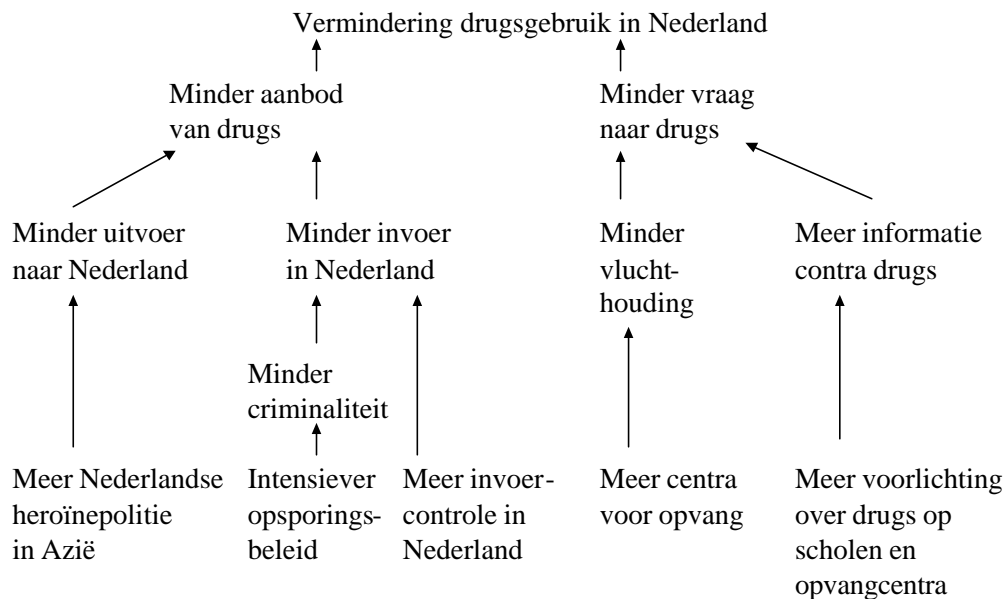 Vermindering drugsgebruik in Nederland
Minder aanbod
van drugs
Minder vraag
naar drugs
Minder uitvoer
naar Nederland
Minder invoer
in Nederland
Minder
vlucht-
houding
Meer informatie
contra drugs
Minder
criminaliteit
Meer Nederlandse
heroïnepolitie
in Azië
Intensiever
opsporings-
beleid
Meer invoer-
controle in
Nederland
Meer centra
voor opvang
Meer voorlichting
over drugs op
scholen en
opvangcentra